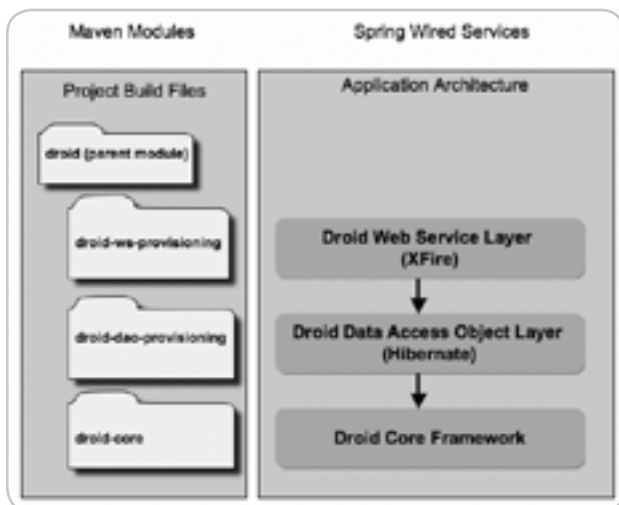 Maven Modules
Project Build Files
droid (parent module)
droid-ws-provisioning
droid-dao-provisioning
droid-core
Spring Wired Services
Application Architecture
Droid Web Service Layer
(XFire)
Droid Data Access Object Layer
(Hibernate)
Droid Core Framework